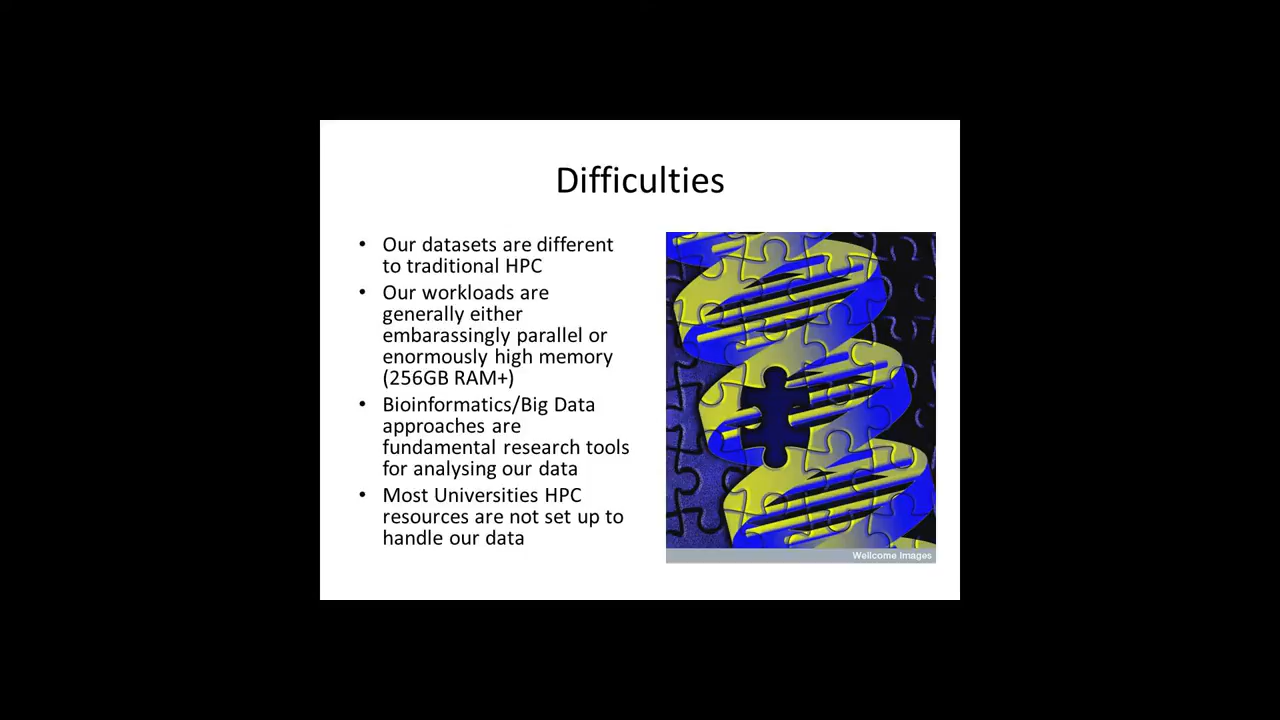 Difficulties
• Our datasets are different
to traditional HPC
• Our workloads are
generally either
embarassingly parallel or
enormously high memory
(256GB RAM+)
• Bioinformatics/Big Data
approaches are
fundamental research tools
for analysing our data
• Most Universities HPC
resources are not set up to
handle our data
Wellcome Images